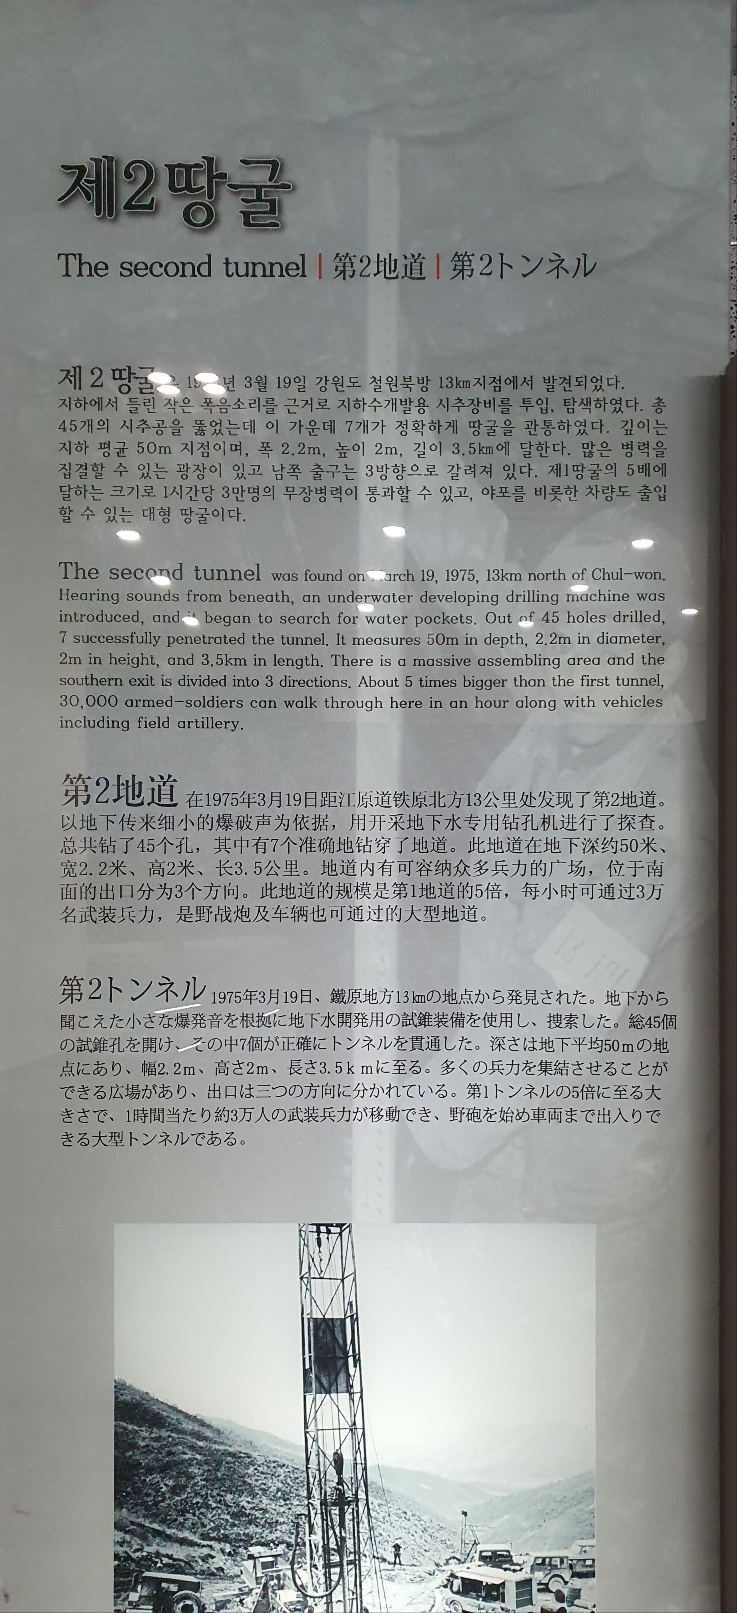 제2땅굴
The second tunnel | 第2地道 | 第2トンネル
제2땅굴은 년 3월 19일 강원도 철원북방 13km지점에서 발견되었다.
지하에서 들린 작은 폭음소리를 근거로 지하수개발용 시추장비를 투입, 탐색하였다. 총
45개의 시추공을 뚫었는데 이 가운데 7개가 정확하게 땅굴을 관통하였다. 깊이는
지하 평균 50m 지점이며, 폭 2.2m, 높이 2m, 길이 3.5km에 달한다. 많은 병력을
집결할 수 있는 광장이 있고 남쪽 출구는 3방향으로 갈려져 있다. 제1땅굴의 5배에
달하는 크기로 1시간당 3만명의 무장병력이 통과할 수 있고, 야포를 비롯한 차량도 출입
할 수 있는 대형 땅굴이다.
The second tunnel was found on March 19, 1975, 13km north of Chul-won.
Hearing sounds from beneath, an underwater developing drilling machine was
introduced, and it began to search for water pockets. Out of 45 holes drilled,
7 successfully penetrated the tunnel. It measures 50m in depth, 2.2m in diameter,
2m in height, and 3.5km in length. There is a massive assembling area and the
southern exit is divided into 3 directions. About 5 times bigger than the first tunnel,
30,000 armed-soldiers can walk through here in an hour along with vehicles
including field artillery.
第2地道 在1975年3月19日距江原道铁原北方13公里处发现了第2地道。
以地下传来细小的爆破声为依据，用开采地下水专用钻孔机进行了探查。
总共钻了45个孔，其中有7个准确地钻穿了地道。此地道在地下深约50米、
宽2.2米、高2米、长3.5公里。地道内有可容纳众多兵力的广场，位于南
面的出口分为3个方向。此地道的规模是第1地道的5倍，每小时可通过3万
名武装兵力，是野战炮及车辆也可通过的大型地道。
第2トンネル 1975年3月19日、鐵原地方13㎞の地点から発見された。地下から
聞こえた小さな爆発音を根拠に地下水開発用の試錐装備を使用し、捜索した。総45個
の試錐孔を開け、その中7個が正確にトンネルを貫通した。深さは地下平均50mの地
点にあり、幅2.2m、高さ2m、長さ3.5kmに至る。多くの兵力を集結させることが
できる広場があり、出口は三つの方向に分かれている。第1トンネルの5倍に至る大
きさで、1時間当たり約3万人の武装兵力が移動でき、野砲を始め車両まで出入りで
きる大型トンネルである。